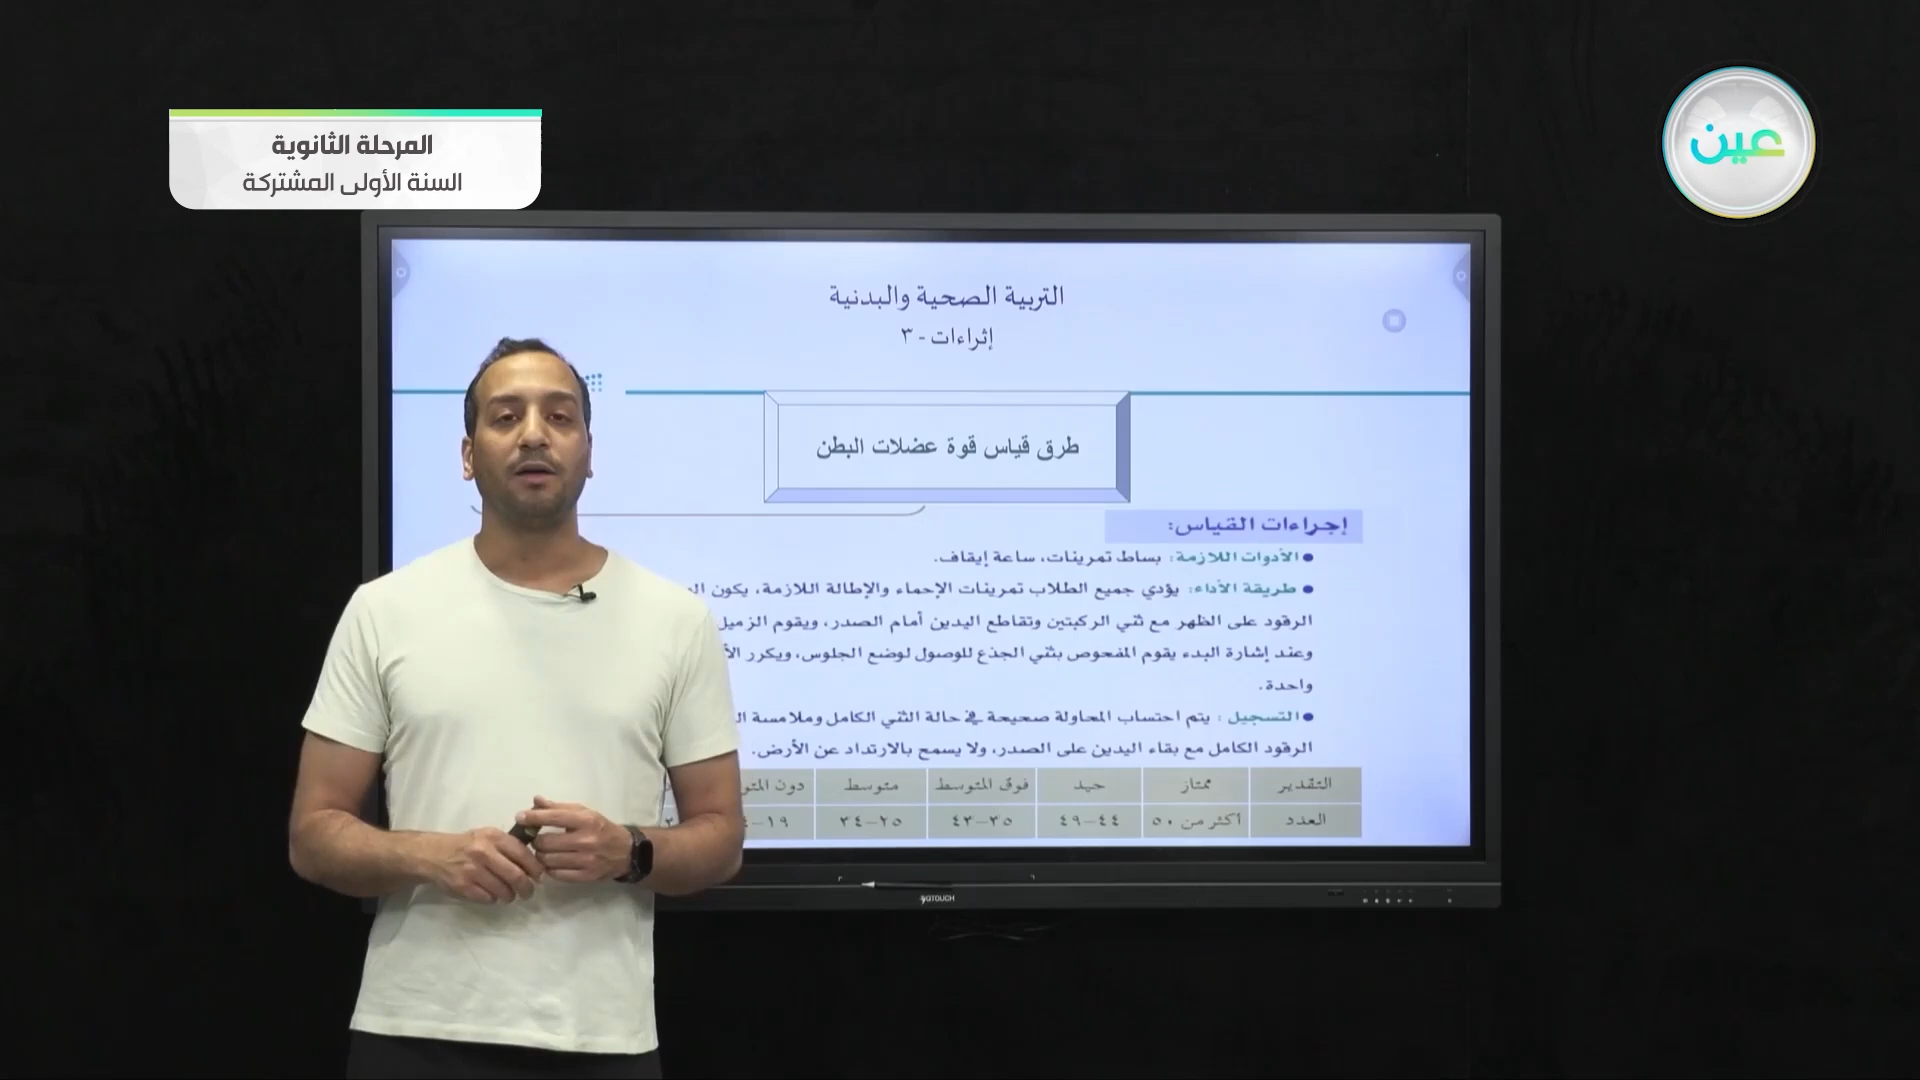 المرحلة الثانوية
السنة الأولى المشتركة
عين
التربية الصحية والبدنية
إثراءات - ٣
طرق قياس قوة عضلات البطن
إجراءات القياس:
● الأدوات اللازمة: بساط تمرينات، ساعة إيقاف.
● طريقة الأداء: يؤدي جميع الطلاب تمرينات الإحماء والإطالة اللازمة، يكون
الرقود على الظهر مع ثني الركبتين وتقاطع اليدين أمام الصدر، ويقوم الزميل
وعند إشارة البدء يقوم المفحوص بثني الجذع للوصول لوضع الجلوس، ويكرر
واحدة.
● التسجيل : يتم احتساب المحاولة صحيحة في حالة الثني الكامل وملامسة
الرقود الكامل مع بقاء اليدين على الصدر، ولا يسمح بالارتداد عن الأرض.
التقدير ممتاز جيد فوق المتوسط متوسط دون
العدد أكثر من ٥٠ ٤٤-٤٩ ٣٥-٤٣ ٢٥-٣٤ ١٩-
YQTOUCH